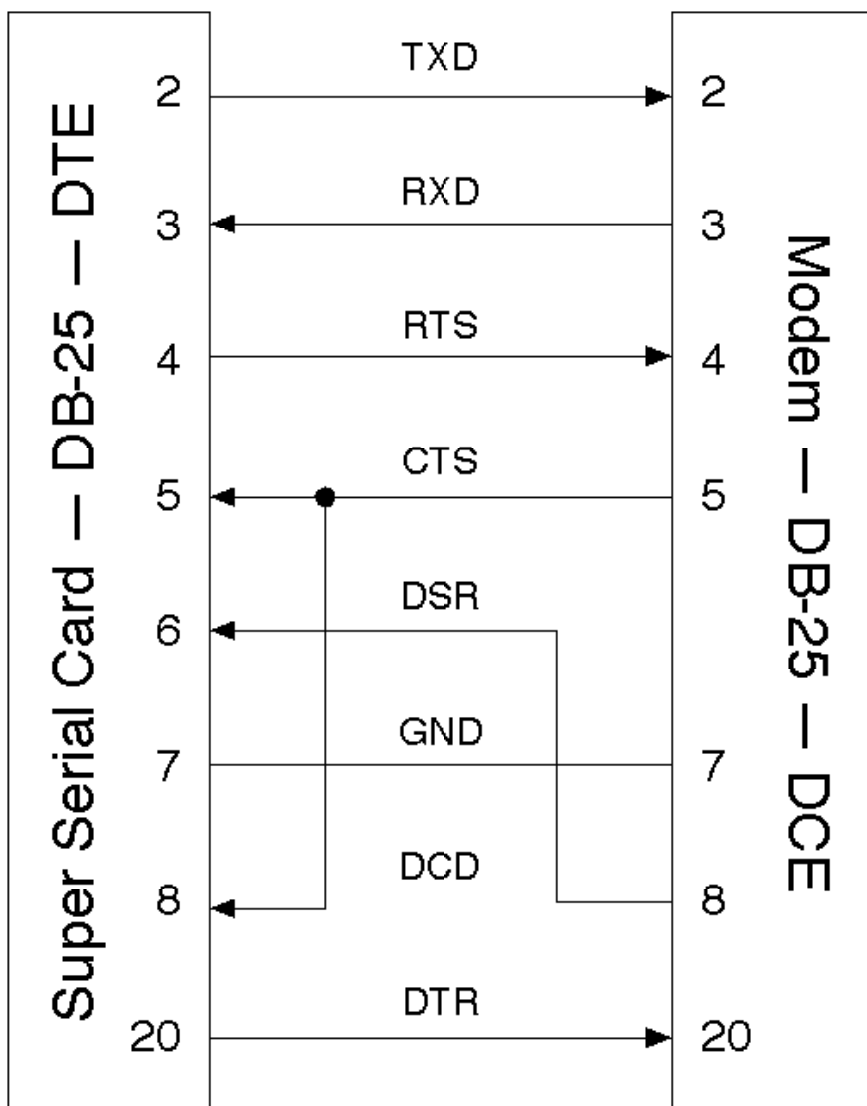 Super Serial Card — DB-25 — DTE
2 TXD 2
3 RXD 3
4 RTS 4
5 CTS 5
6 DSR
7 GND 7
8 DCD 8
20 DTR 20
Modem — DB-25 — DCE